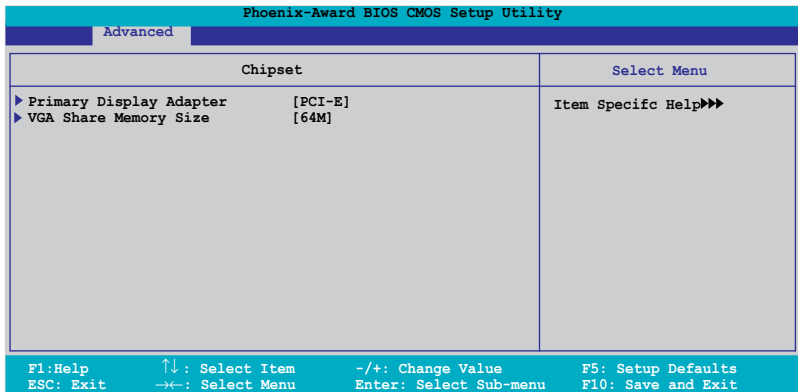 Phoenix-Award BIOS CMOS Setup Utility
Advanced
Chipset
Select Menu
Primary Display Adapter [PCI-E]
VGA Share Memory Size [64M]
Item Specifc Help
F1:Help ↑↓ : Select Item -/+: Change Value F5: Setup Defaults
ESC: Exit →←: Select Menu Enter: Select Sub-menu F10: Save and Exit